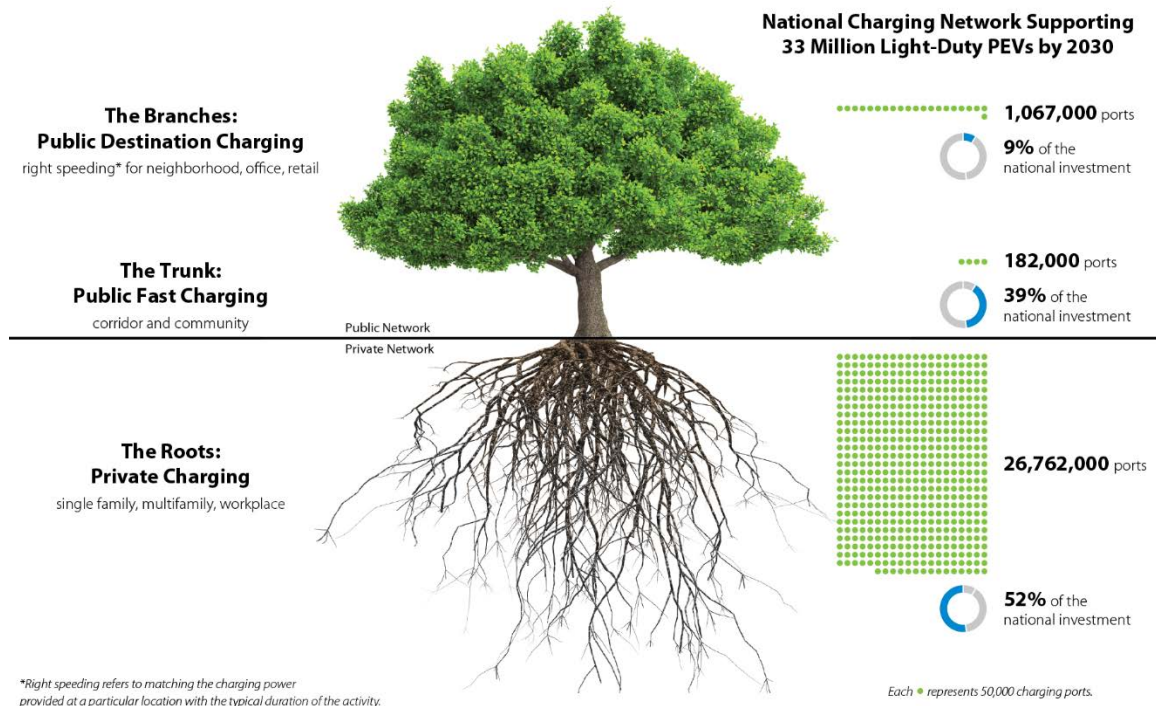 National Charging Network Supporting
33 Million Light-Duty PEVs by 2030
The Branches:
Public Destination Charging
right speeding* for neighborhood, office, retail
1,067,000 ports
9% of the
national investment
The Trunk:
Public Fast Charging
corridor and community
182,000 ports
39% of the
national investment
Public Network
Private Network
The Roots:
Private Charging
single family, multifamily, workplace
26,762,000 ports
52% of the
national investment
*Right speeding refers to matching the charging power
provided at a particular location with the typical duration of the activity.
Each ● represents 50,000 charging ports.